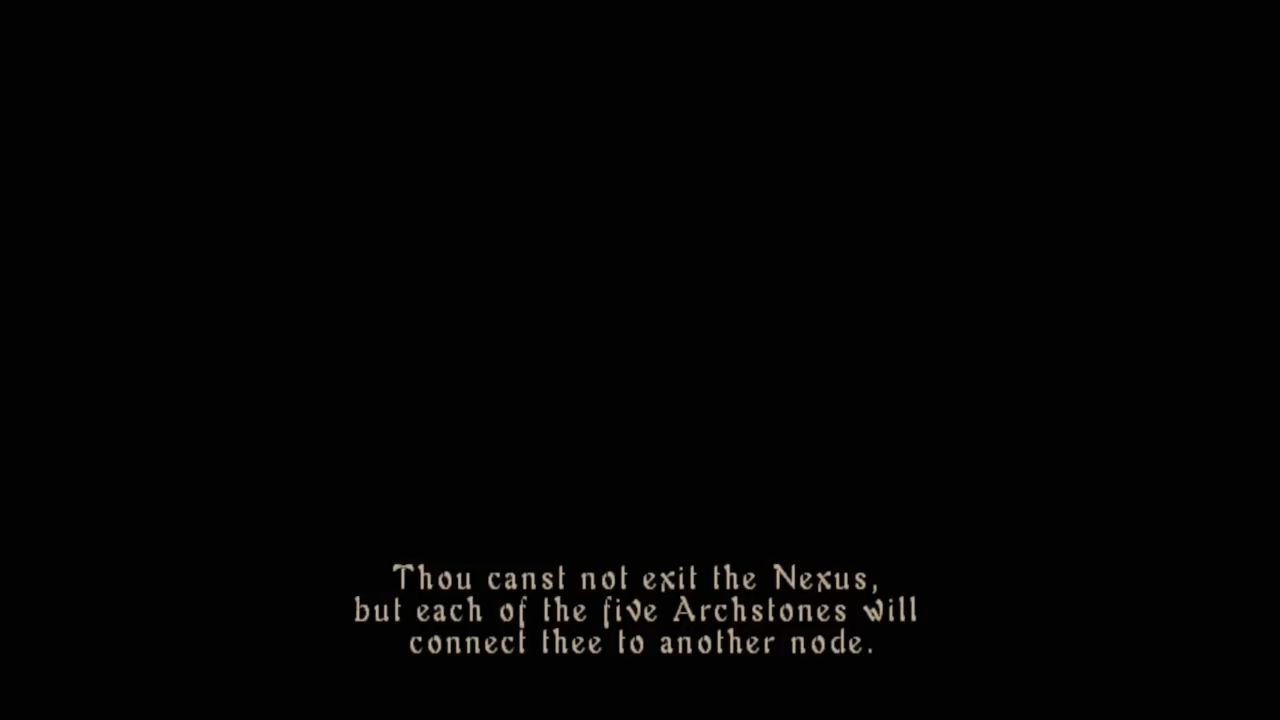 Thou canst not exit the Nexus,
but each of the five Archstones will
connect thee to another node.